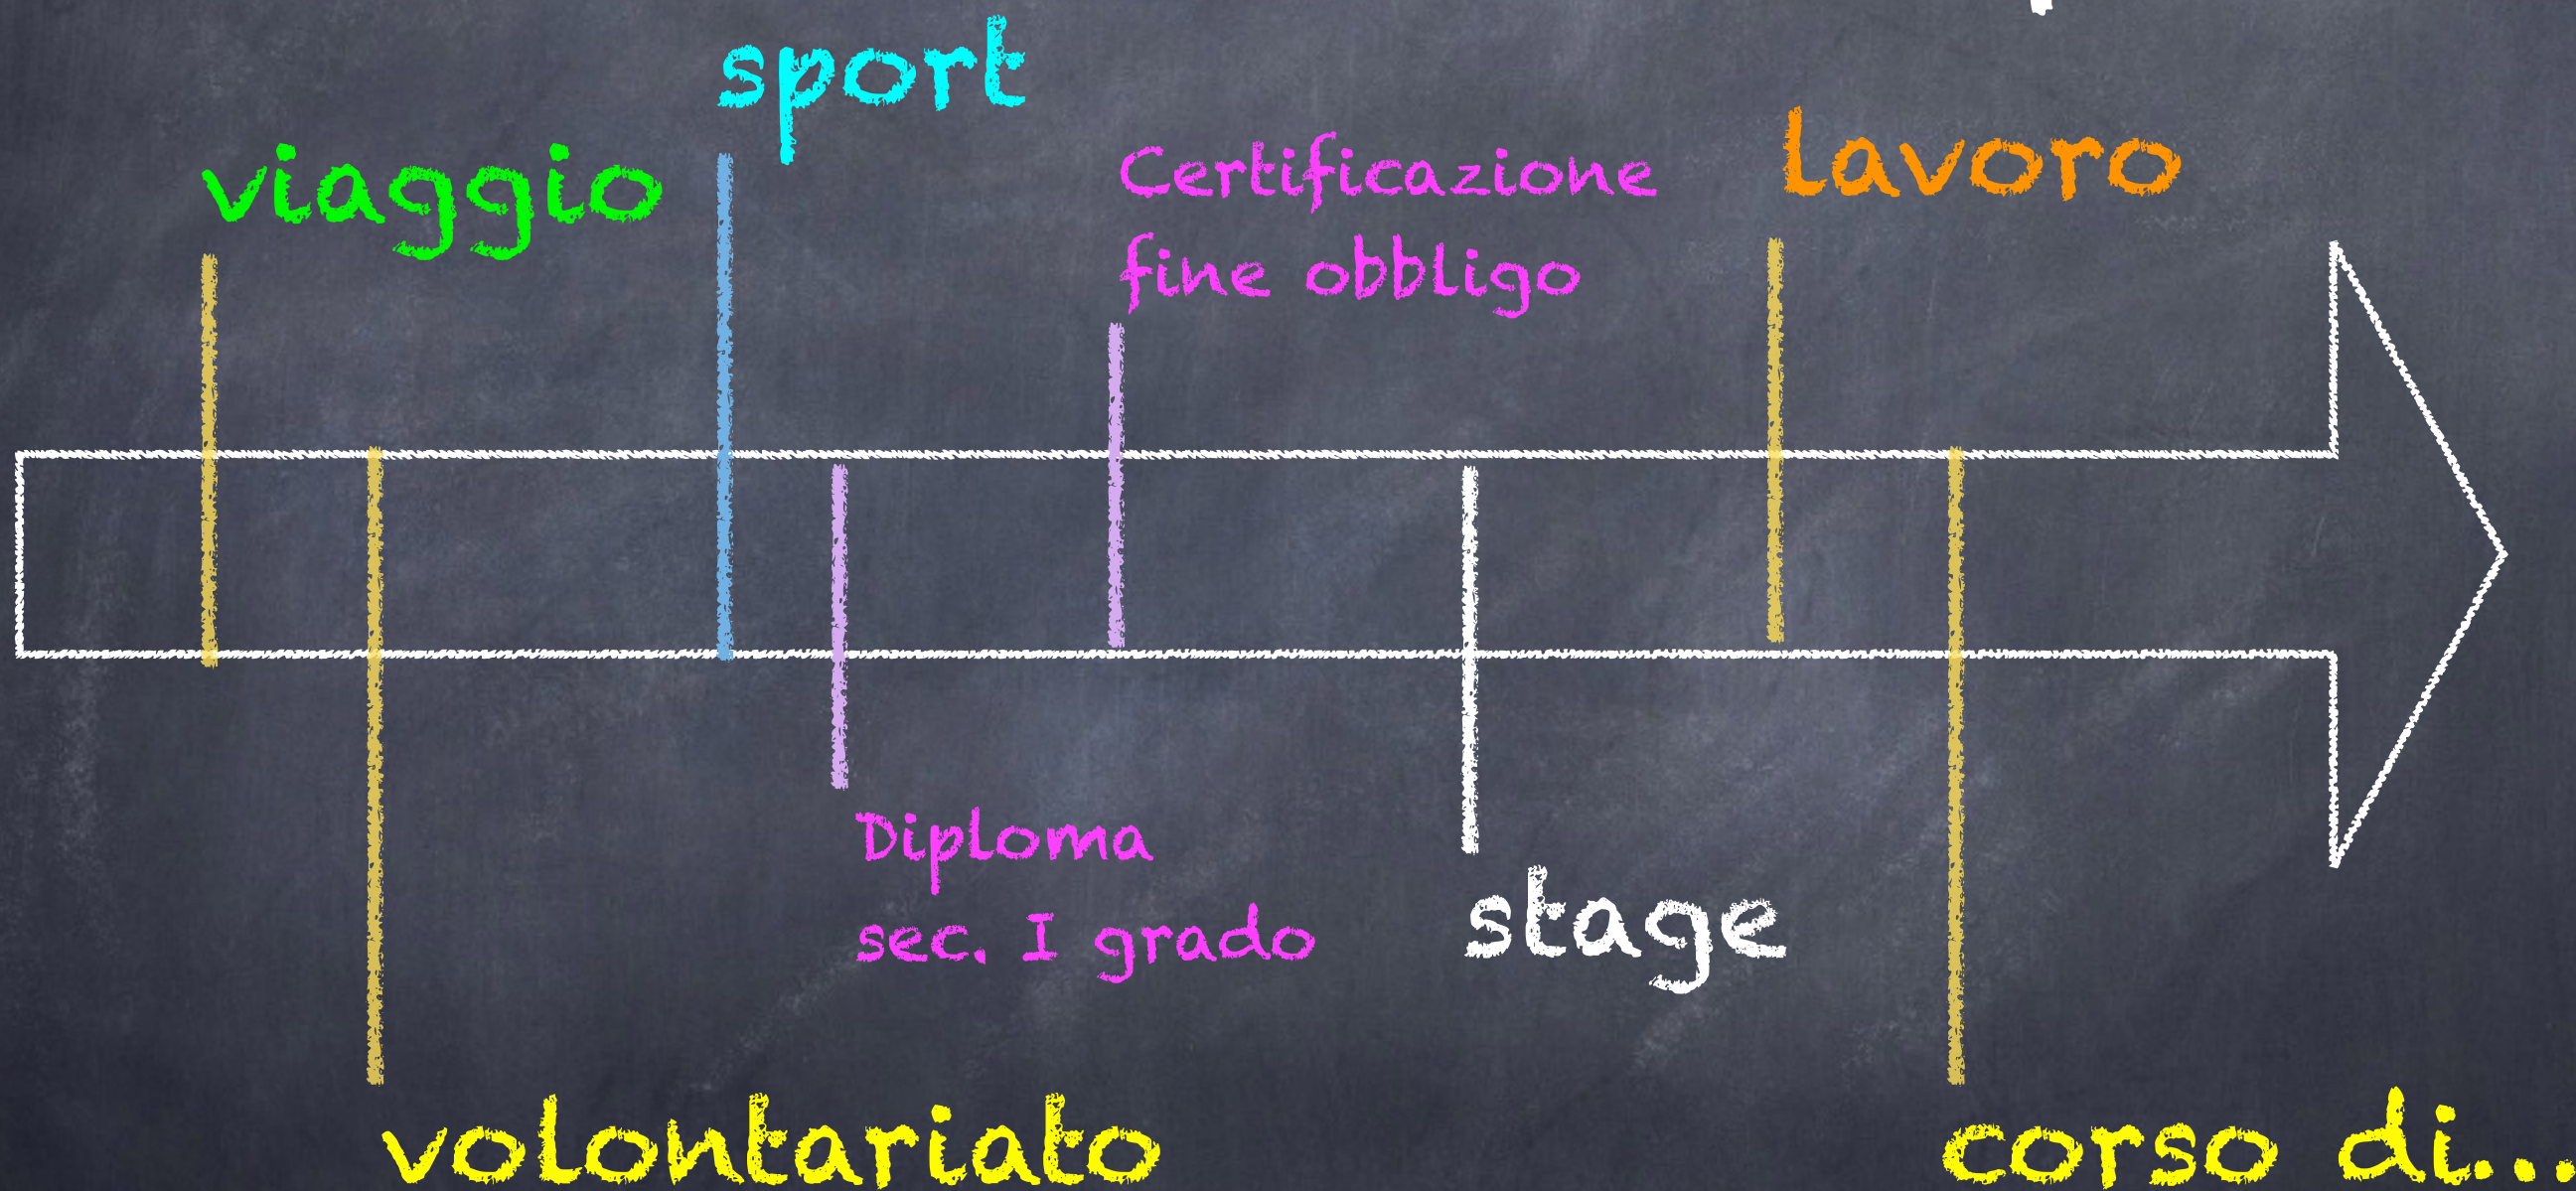 sport
viaggio
Certificazione
fine obbligo
lavoro
Diploma
sec. I grado
stage
volontariato
corso di...